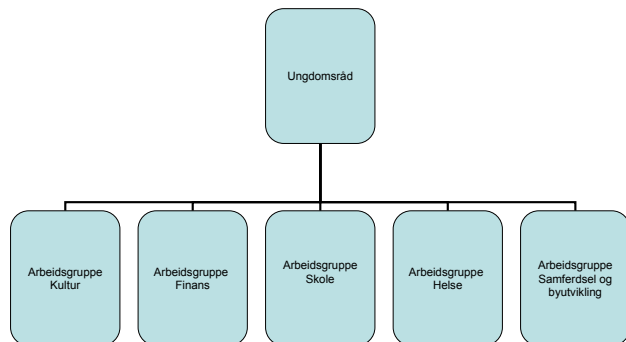 Ungdomsråd
Arbeidsgruppe
Kultur
Arbeidsgruppe
Finans
Arbeidsgruppe
Skole
Arbeidsgruppe
Helse
Arbeidsgruppe
Samferdsel og
byutvikling